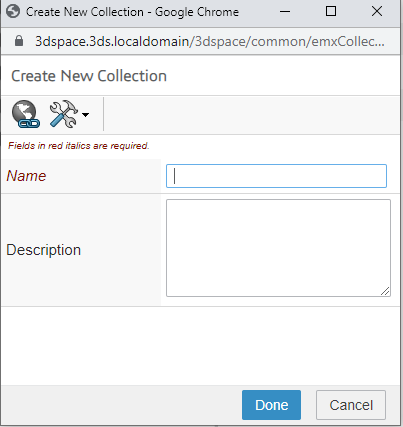 Create New Collection - Google Chrome
3dspace.3ds.localdomain/3dspace/common/emxCollec...
Create New Collection
Fields in red italics are required.
Name
Description
Done Cancel